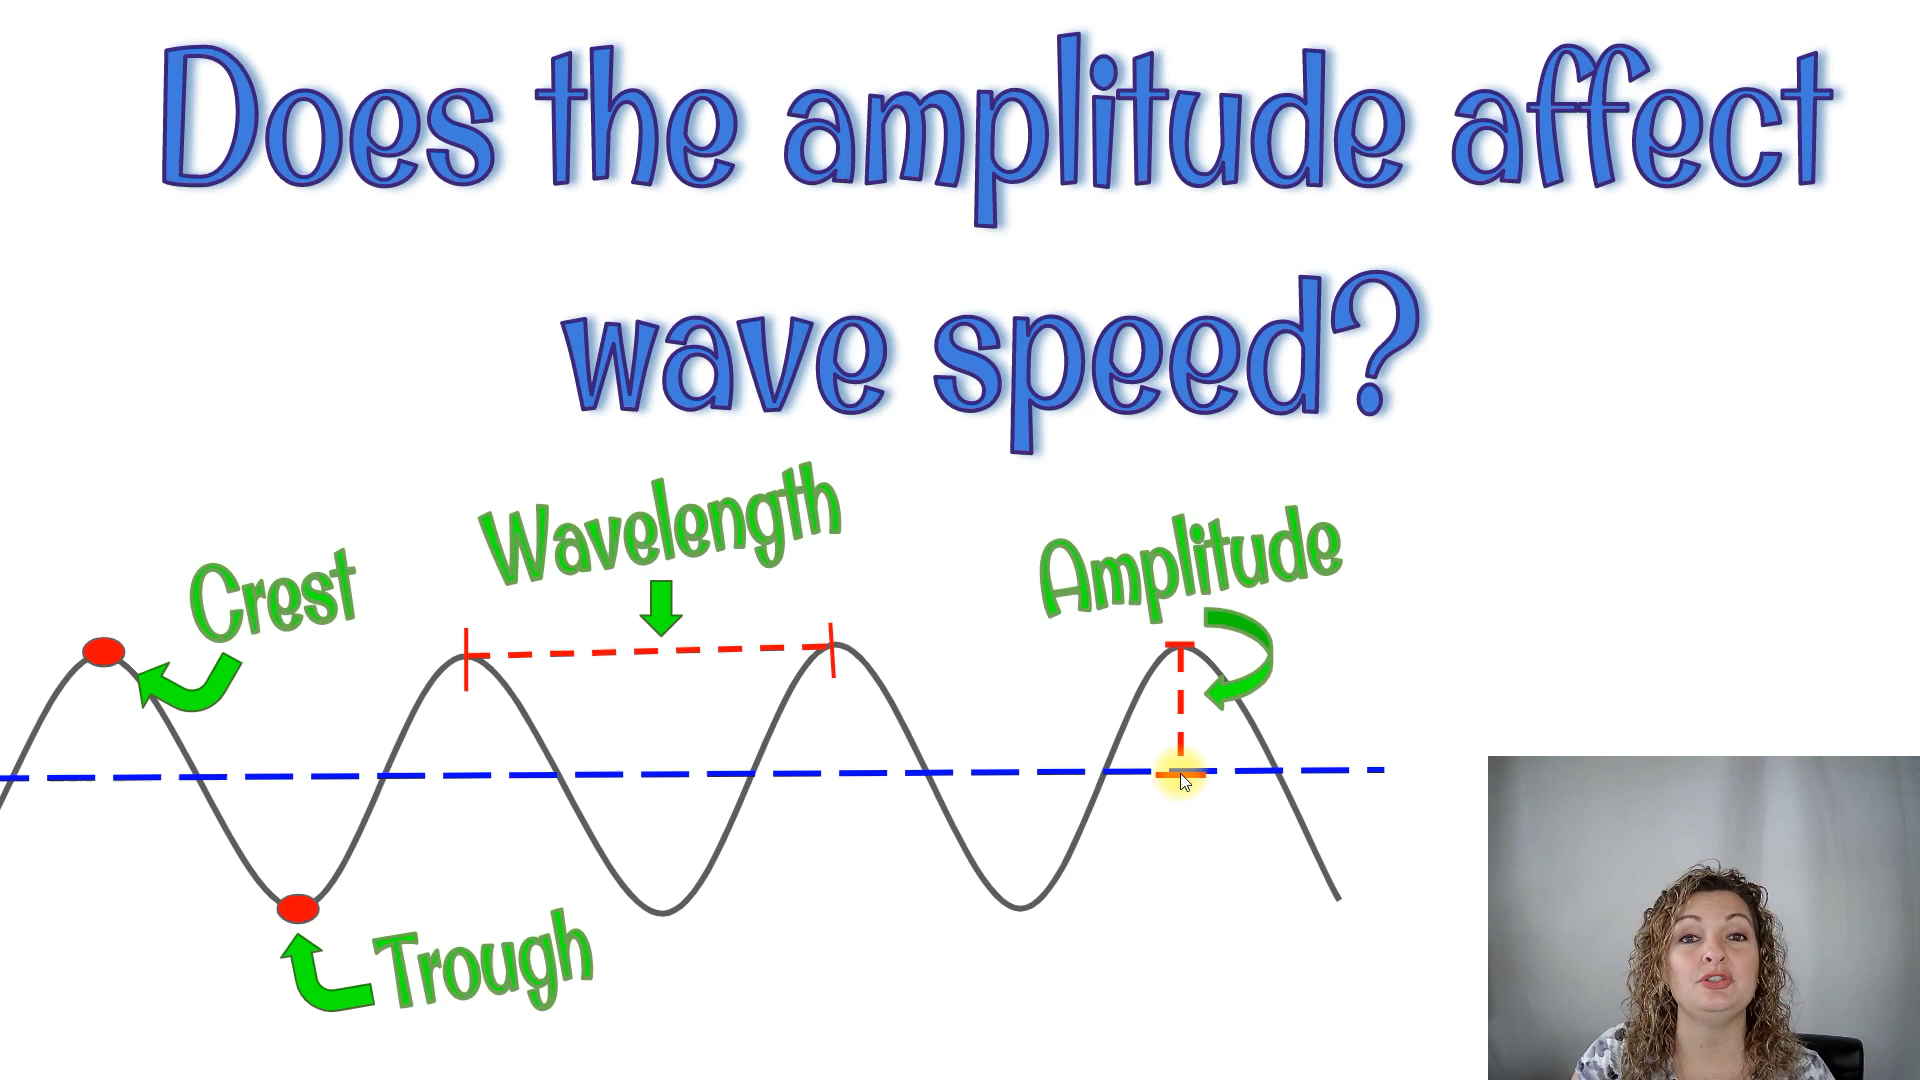 Does the amplitude affect
wave speed?
Wavelength
Amplitude
Crest
Trough